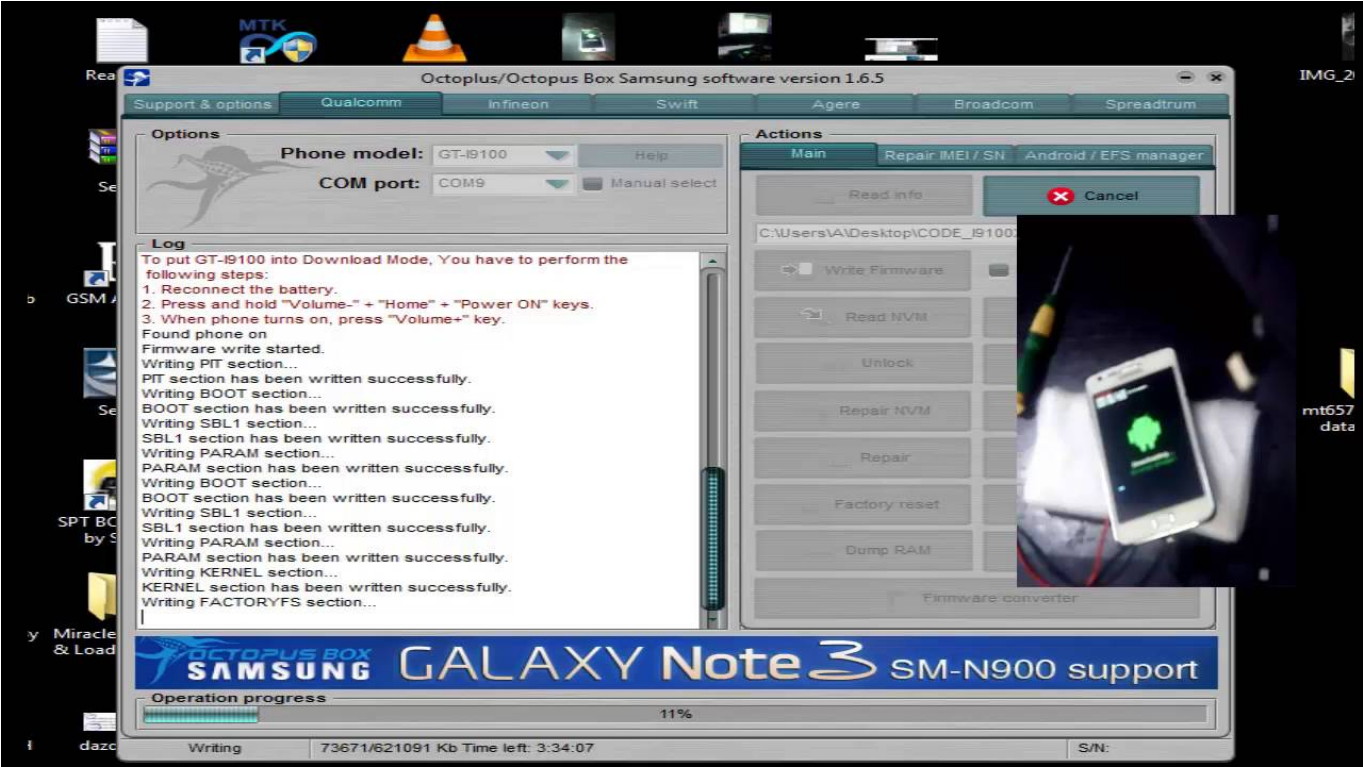 MTK
Rea
IMG_2
Octoplus/Octopus Box Samsung software version 1.6.5
Support & options
Qualcomm
Infineon
Swift
Agere
Broadcom
Spreadtrum
Options
Phone model:
GT-I9100
Help
COM port:
COM9
Manual select
Actions
Main
Repair IMEI / SN
Android / EFS manager
Read info
Cancel
C:\Users\A\Desktop\CODE_I9100
Write Firmware
Read NVM
Unlock
Repair NVM
Repair
Factory reset
Dump RAM
Firmware converter
Log
To put GT-I9100 into Download Mode, You have to perform the
following steps:
1. Reconnect the battery.
2. Press and hold "Volume-" + "Home" + "Power ON" keys.
3. When phone turns on, press "Volume+" key.
Found phone on
Firmware write started.
Writing PIT section...
PIT section has been written successfully.
Writing BOOT section...
BOOT section has been written successfully.
Writing SBL1 section...
SBL1 section has been written successfully.
Writing PARAM section...
PARAM section has been written successfully.
Writing BOOT section...
BOOT section has been written successfully.
Writing SBL1 section...
SBL1 section has been written successfully.
Writing PARAM section...
PARAM section has been written successfully.
Writing KERNEL section...
KERNEL section has been written successfully.
Writing FACTORYFS section...
Se
GSM A
Se
SPT BO
by S
Miracle
& Load
dazo
mt657
data
OCTOPUS BOX
SAMSUNG GALAXY Note 3 SM-N900 support
Operation progress
11%
Writing
73671/621091 Kb Time left: 3:34:07
S/N: